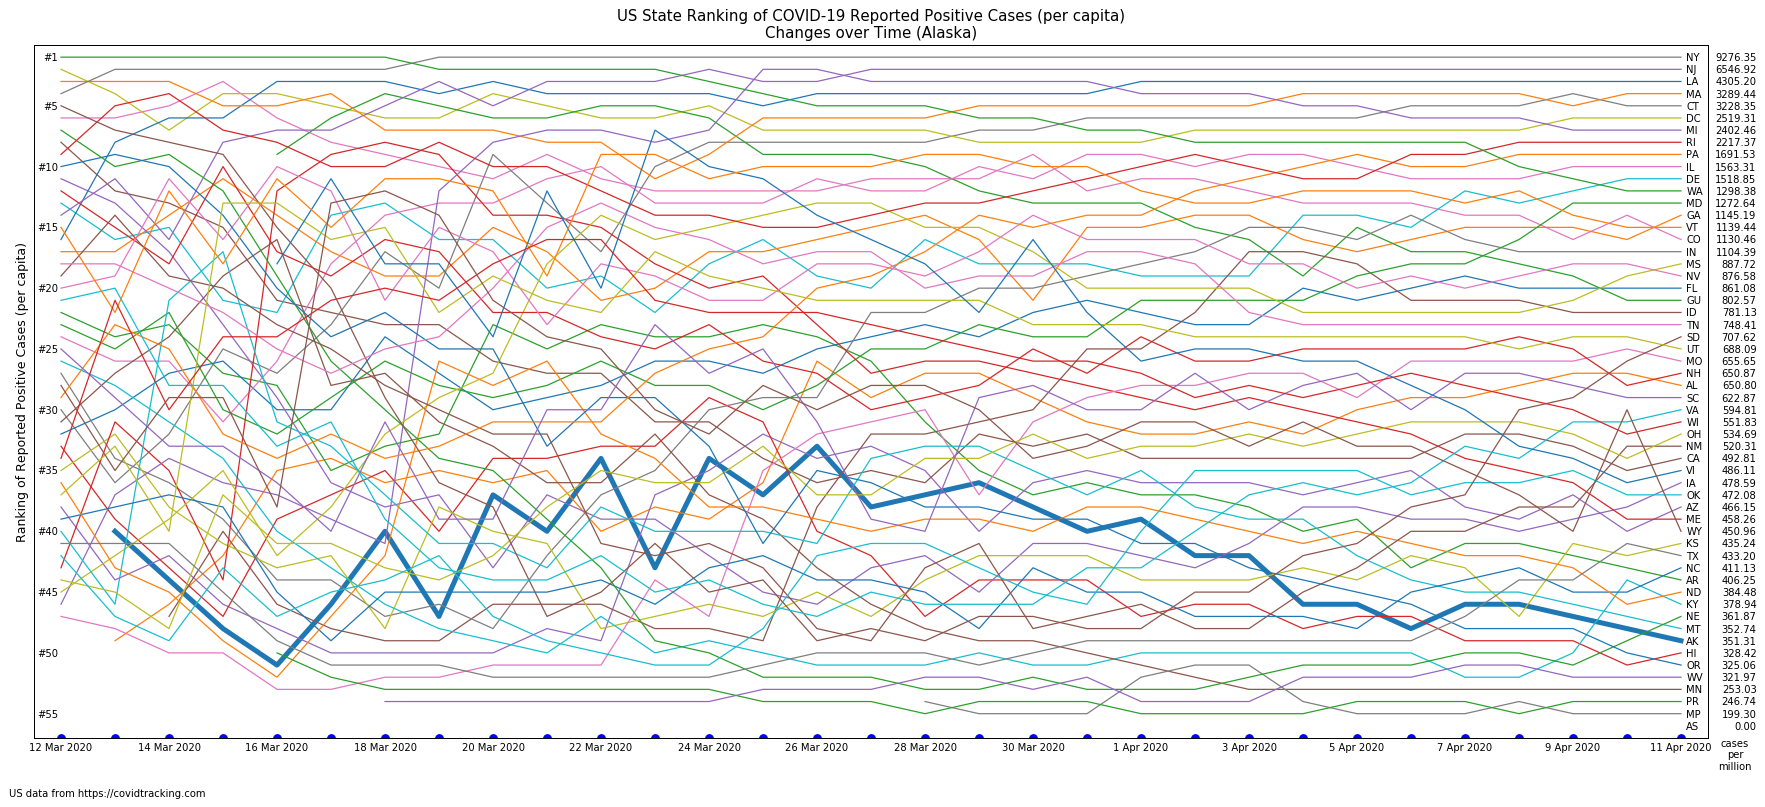 US State Ranking of COVID-19 Reported Positive Cases (per capita)
Changes over Time (Alaska)
Ranking of Reported Positive Cases (per capita)
#1
#5
#10
#15
#20
#25
#30
#35
#40
#45
#50
#55
NY 9276.35
NJ 6546.92
LA 4305.20
MA 3289.44
CT 3228.35
DC 2519.31
MI 2402.46
RI 2217.37
PA 1691.53
IL 1563.31
DE 1518.85
WA 1298.38
MD 1272.64
GA 1145.19
VT 1139.44
CO 1130.46
IN 1104.39
MS 887.72
NV 876.58
FL 861.08
GU 802.57
ID 781.13
TN 748.41
SD 707.62
UT 688.09
MO 655.65
NH 650.87
AL 650.80
SC 622.87
VA 594.81
WI 551.83
OH 534.69
NM 520.31
CA 492.81
VI 486.11
IA 478.59
OK 472.08
AZ 466.15
ME 458.26
WY 450.96
KS 435.24
TX 433.20
NC 411.13
AR 406.25
ND 384.48
KY 378.94
NE 361.87
MT 352.74
AK 351.31
HI 328.42
OR 325.06
WV 321.97
MN 253.03
PR 246.74
MP 199.30
AS 0.00
12 Mar 2020 14 Mar 2020 16 Mar 2020 18 Mar 2020 20 Mar 2020 22 Mar 2020 24 Mar 2020 26 Mar 2020 28 Mar 2020 30 Mar 2020 1 Apr 2020 3 Apr 2020 5 Apr 2020 7 Apr 2020 9 Apr 2020 11 Apr 2020
cases
per
million
US data from https://covidtracking.com